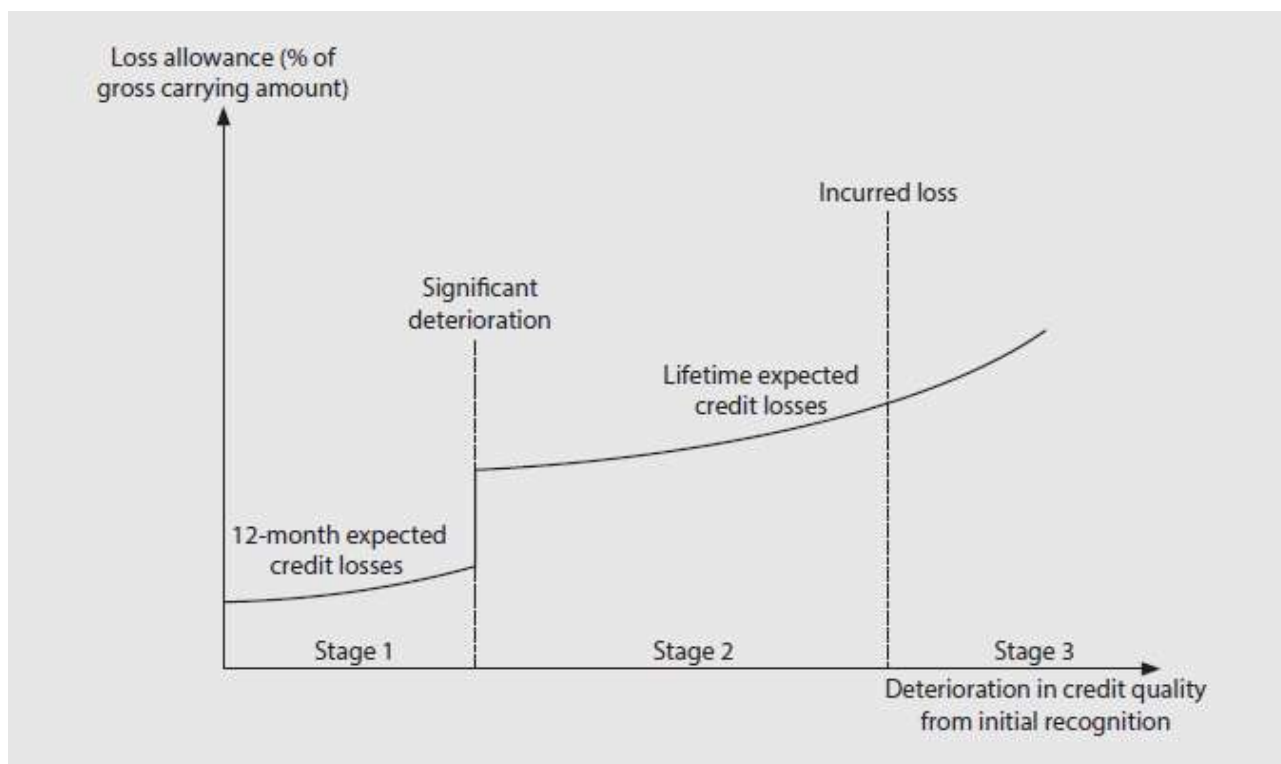 Loss allowance (% of
gross carrying amount)
Incurred loss
Significant
deterioration
Lifetime expected
credit losses
12-month expected
credit losses
Stage 1
Stage 2
Stage 3
Deterioration in credit quality
from initial recognition